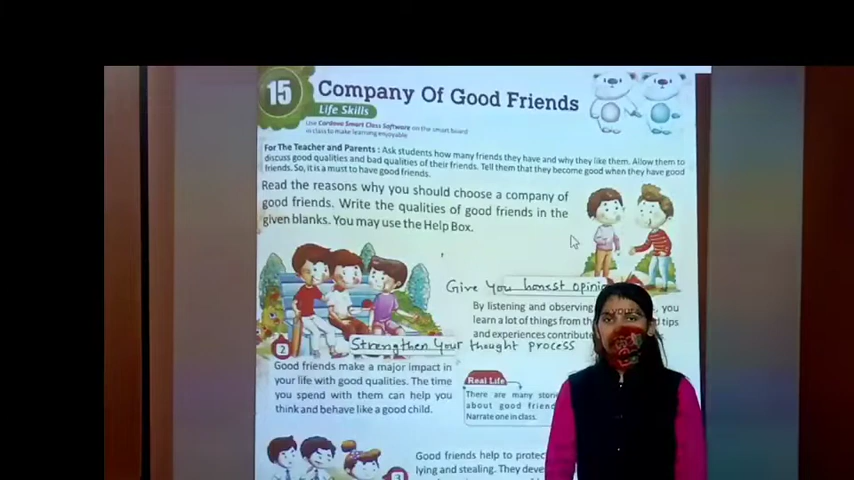 15
Company Of Good Friends
Life Skills
Use Cordova Smart Class Software on the smart board
in class to make learning enjoyable
For The Teacher and Parents : Ask students how many friends they have and why they like them. Allow them to
discuss good qualities and bad qualities of their friends. Tell them that they become good when they have good
friends. So, it is a must to have good friends.
Read the reasons why you should choose a company of
good friends. Write the qualities of good friends in the
given blanks. You may use the Help Box.
Give You honest opini
By listening and observing you
learn a lot of things from d tips
and experiences contribute
2
Strengthen Your thought process
Good friends make a major impact in
your life with good qualities. The time
you spend with them can help you
think and behave like a good child.
Real Life
There are many stori
about good frien
Narrate one in class.
3
Good friends help to protec
lying and stealing. They de